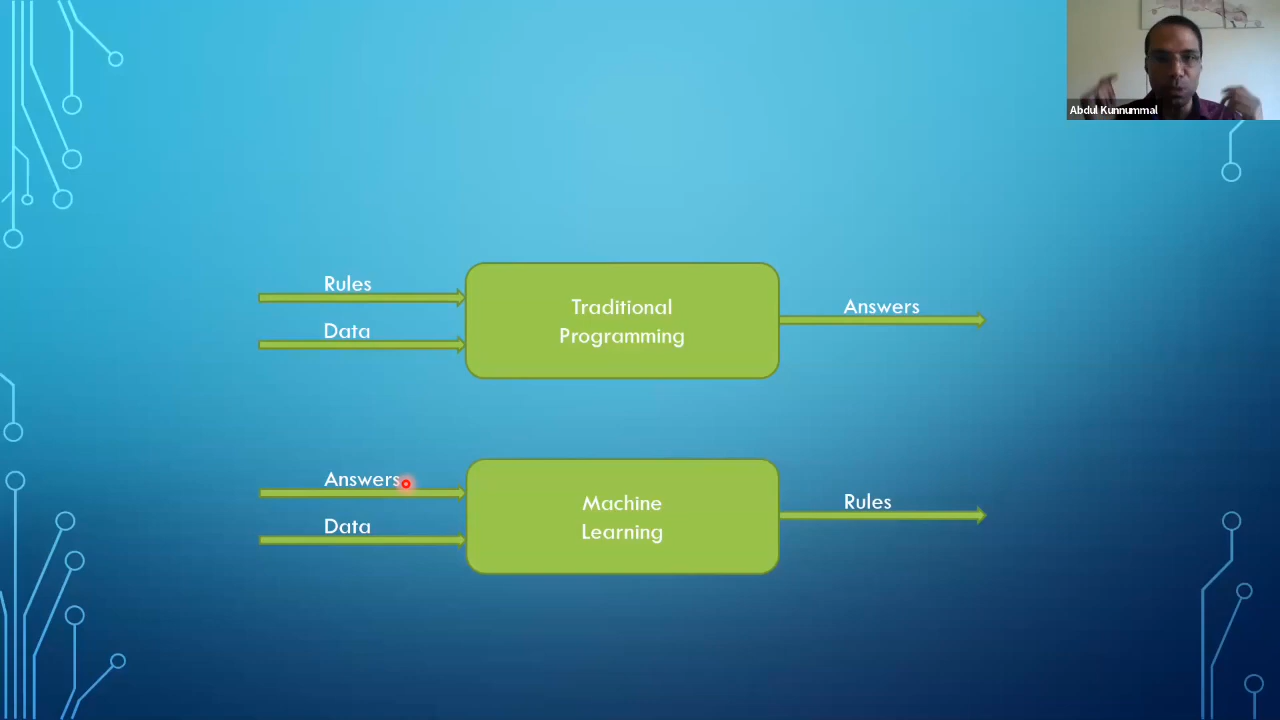 Abdul Kunnummal
Rules
Data
Traditional
Programming
Answers
Answers
Data
Machine
Learning
Rules